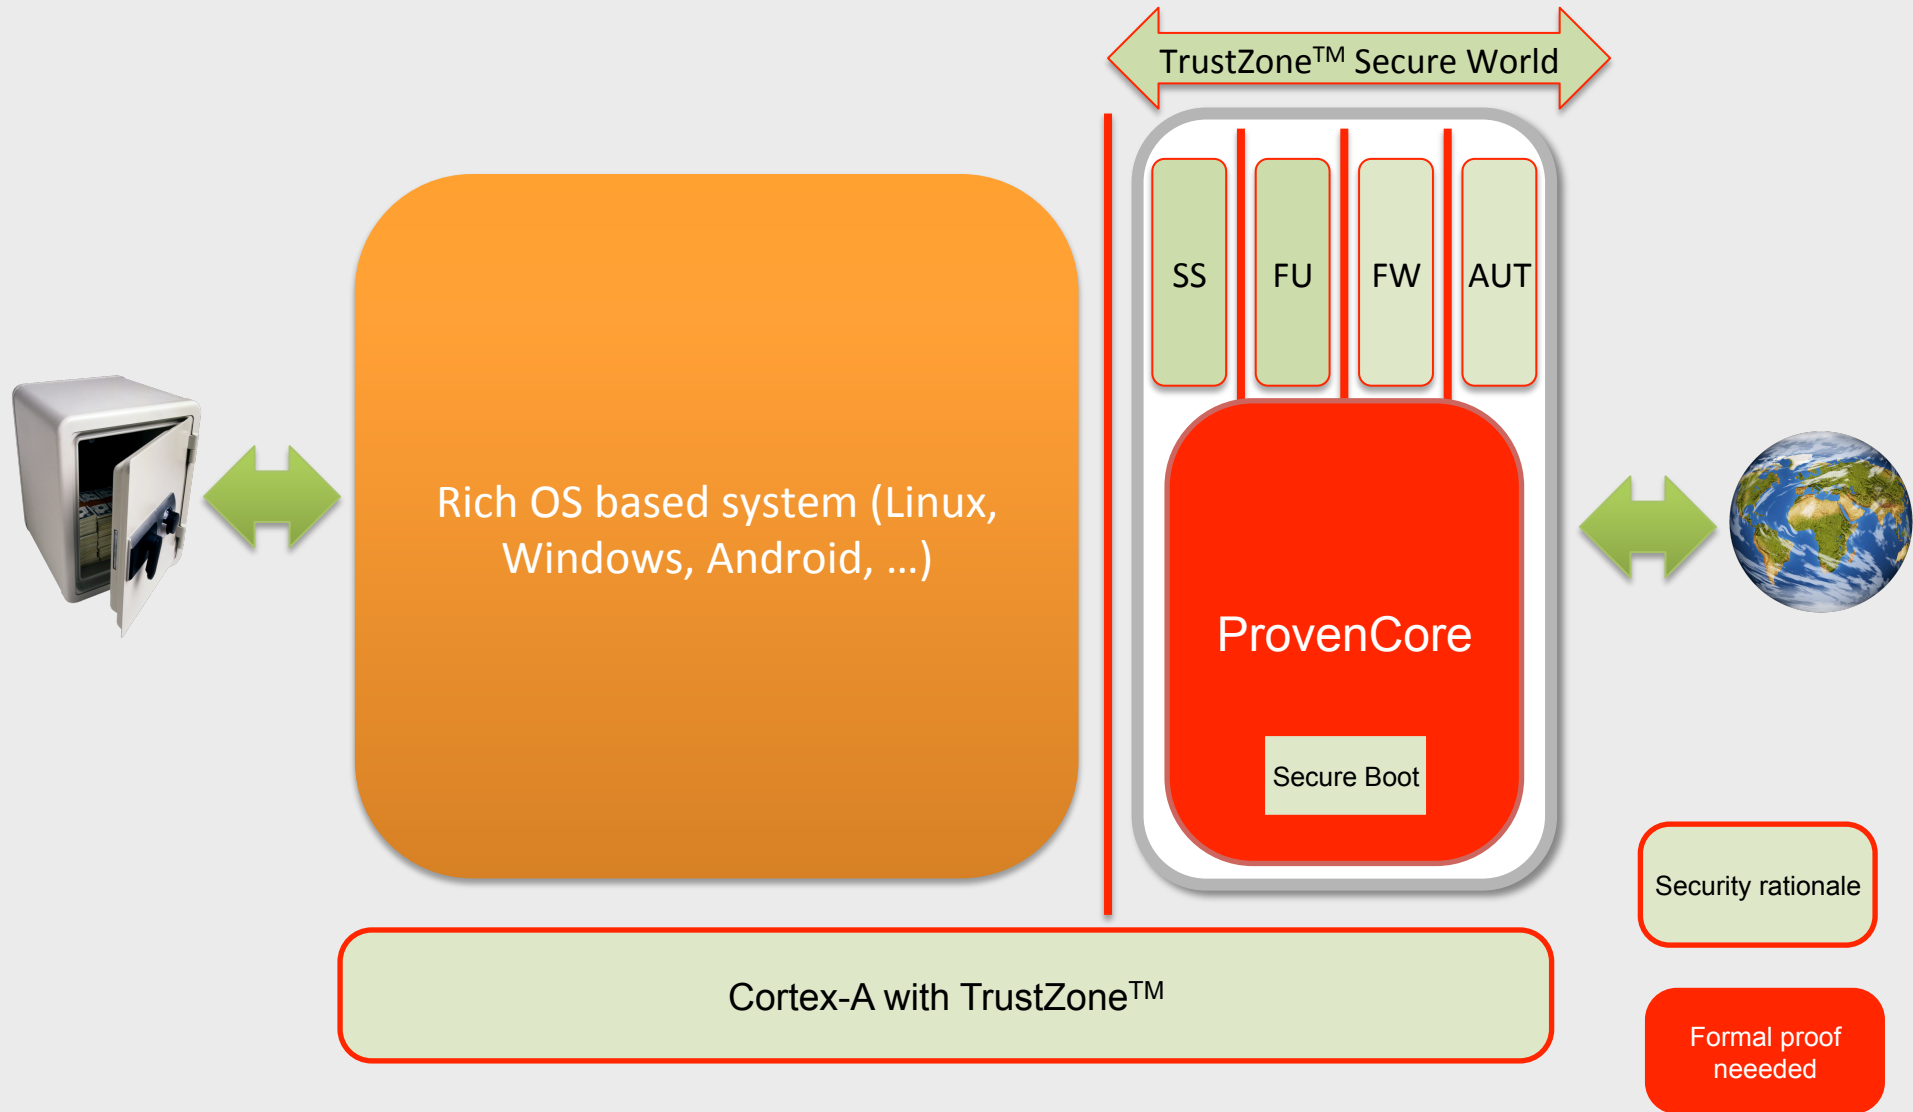 TrustZone™ Secure World
SS
FU
FW
AUT
Rich OS based system (Linux,
Windows, Android, ...)
ProvenCore
Secure Boot
Security rationale
Cortex-A with TrustZone™
Formal proof
neeeded